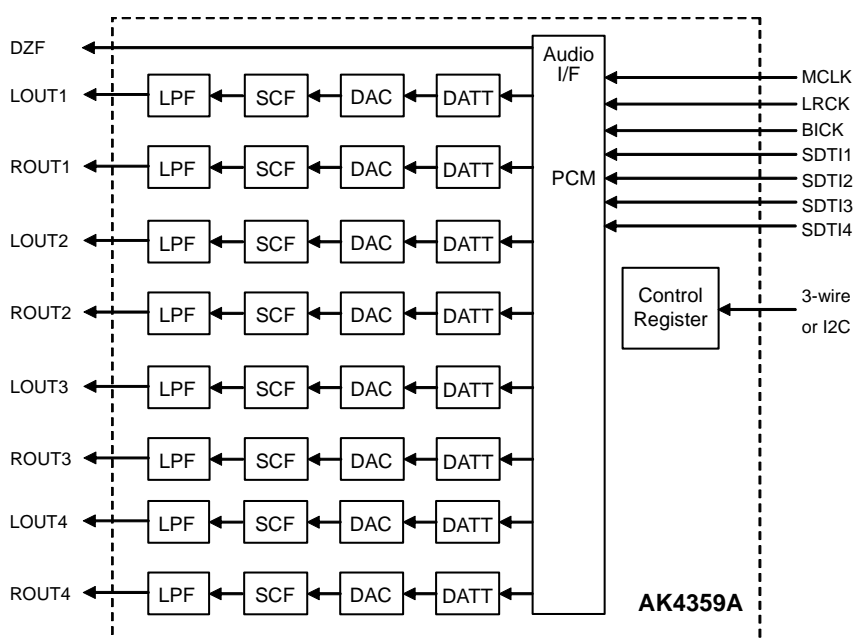 DZF
Audio
I/F
MCLK
LOUT1
LPF
SCF
DAC
DATT
LRCK
BICK
SDTI1
ROUT1
LPF
SCF
DAC
DATT
PCM
SDTI2
SDTI3
SDTI4
LOUT2
LPF
SCF
DAC
DATT
ROUT2
LPF
SCF
DAC
DATT
Control
Register
3-wire
or I2C
LOUT3
LPF
SCF
DAC
DATT
ROUT3
LPF
SCF
DAC
DATT
LOUT4
LPF
SCF
DAC
DATT
ROUT4
LPF
SCF
DAC
DATT
AK4359A